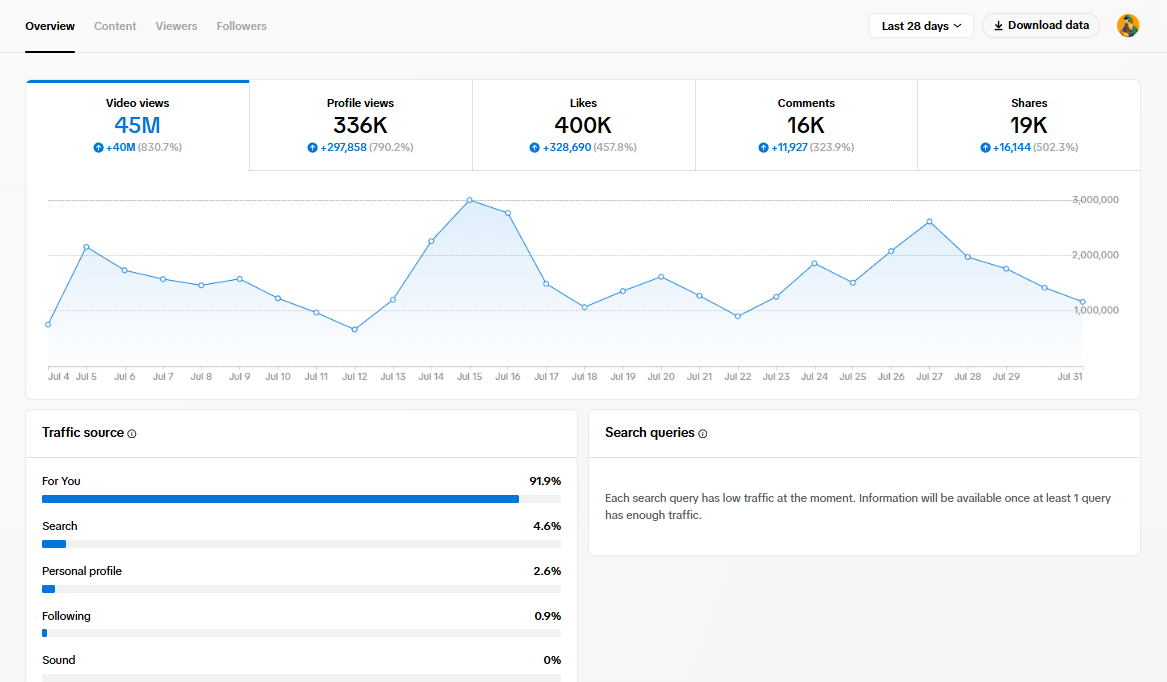 Overview Content Viewers Followers Last 28 days Download data
Video views Profile views Likes Comments Shares
45M 336K 400K 16K 19K
+40M (830.7%) +297,858 (790.2%) +328,690 (457.8%) +11,927 (323.9%) +16,144 (502.3%)
3,000,000
2,000,000
1,000,000
Jul 4 Jul 5 Jul 6 Jul 7 Jul 8 Jul 9 Jul 10 Jul 11 Jul 12 Jul 13 Jul 14 Jul 15 Jul 16 Jul 17 Jul 18 Jul 19 Jul 20 Jul 21 Jul 22 Jul 23 Jul 24 Jul 25 Jul 26 Jul 27 Jul 28 Jul 29 Jul 31
Traffic source
For You 91.9%
Search 4.6%
Personal profile 2.6%
Following 0.9%
Sound 0%
Search queries
Each search query has low traffic at the moment. Information will be available once at least 1 query
has enough traffic.